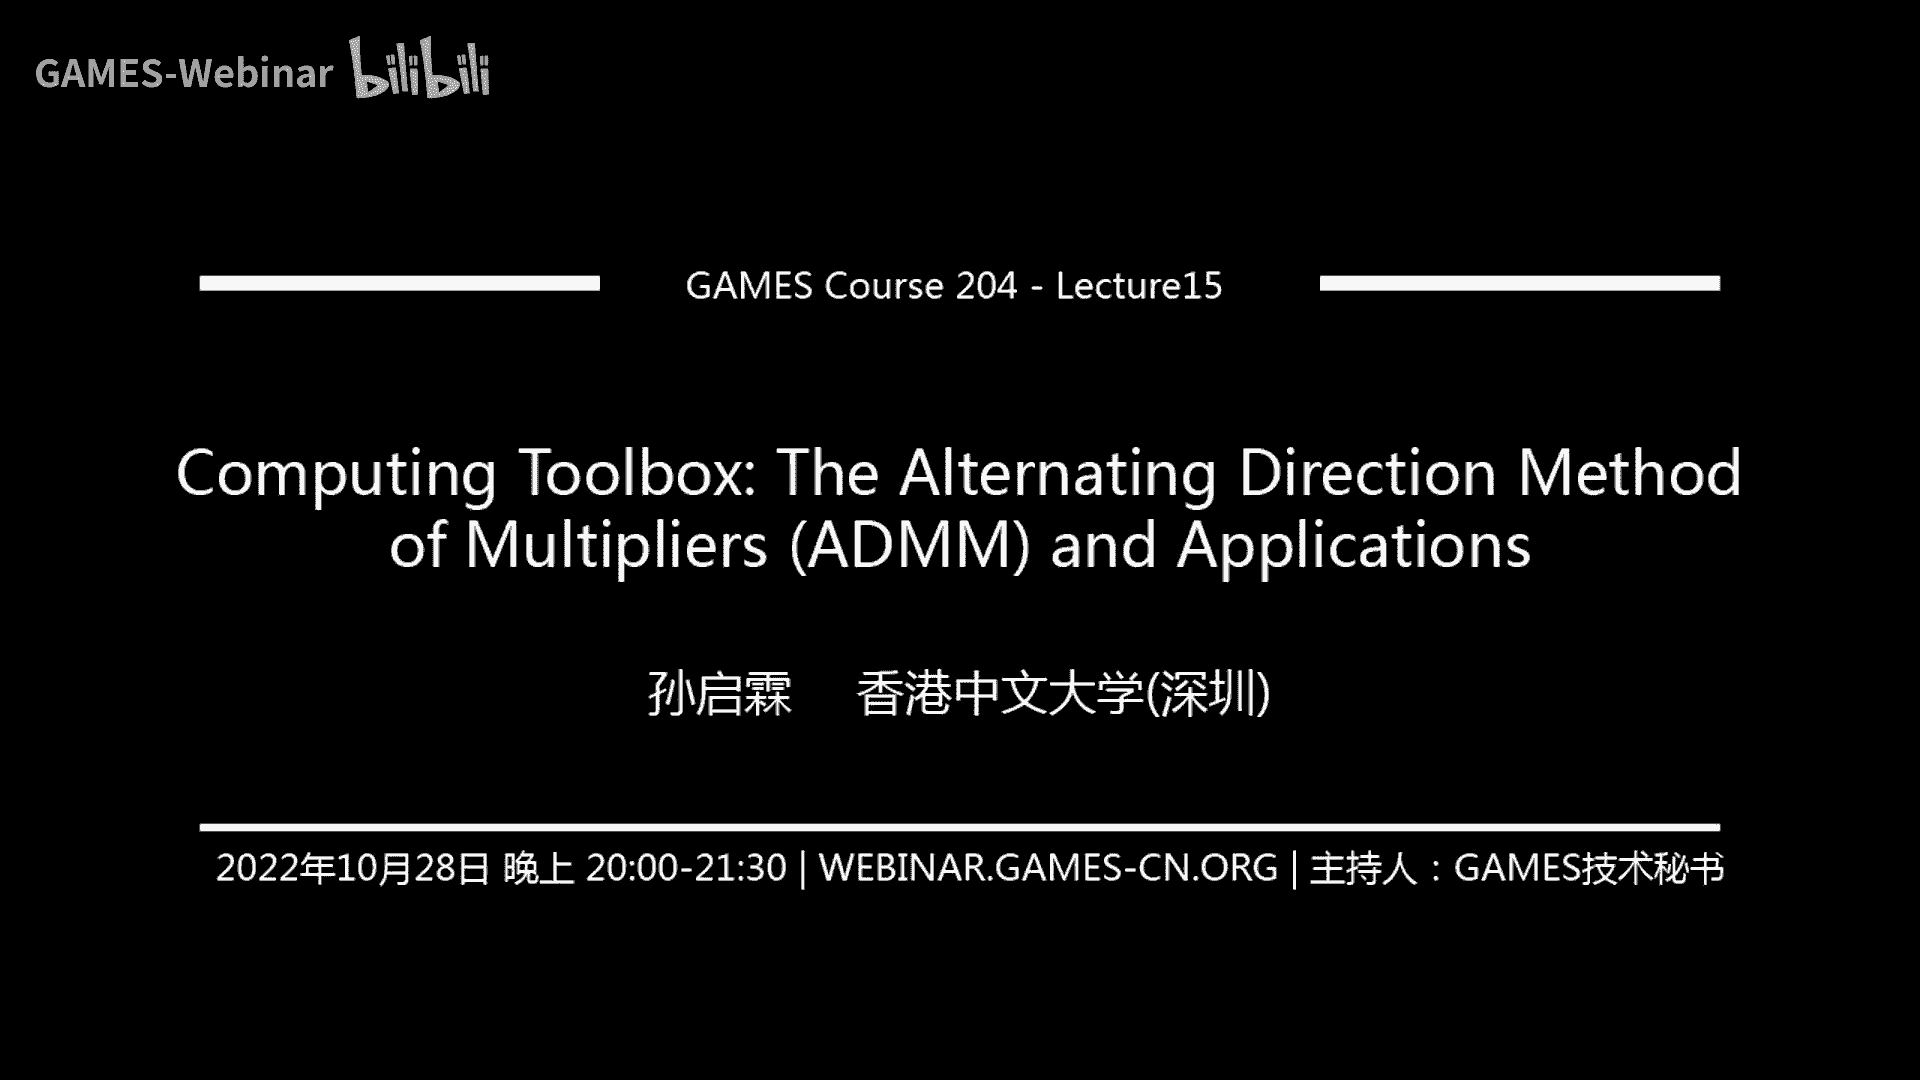 GAMES-Webinar bilibili
GAMES Course 204 - Lecture15
Computing Toolbox: The Alternating Direction Method
of Multipliers (ADMM) and Applications
孙启霖 香港中文大学(深圳)
2022年10月28日 晚上 20:00-21:30 | WEBINAR.GAMES-CN.ORG | 主持人：GAMES技术秘书